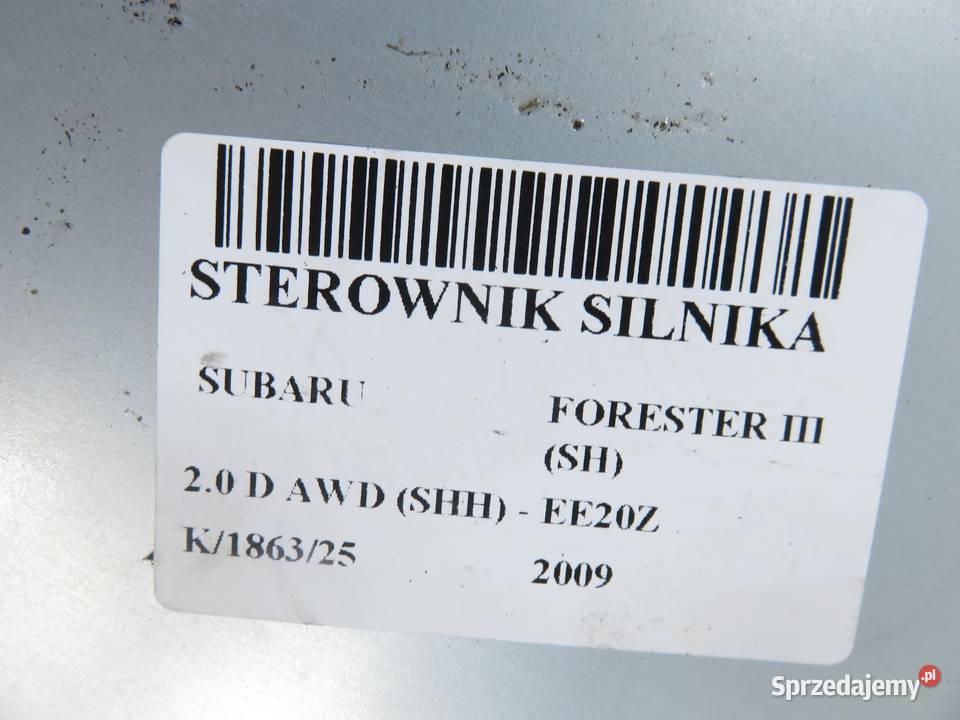 STEROWNIK SILNIKA
SUBARU FORESTER III
(SH)
2.0 D AWD (SHH) - EE20Z
K/1863/25 2009
Sprzedajemy.pl